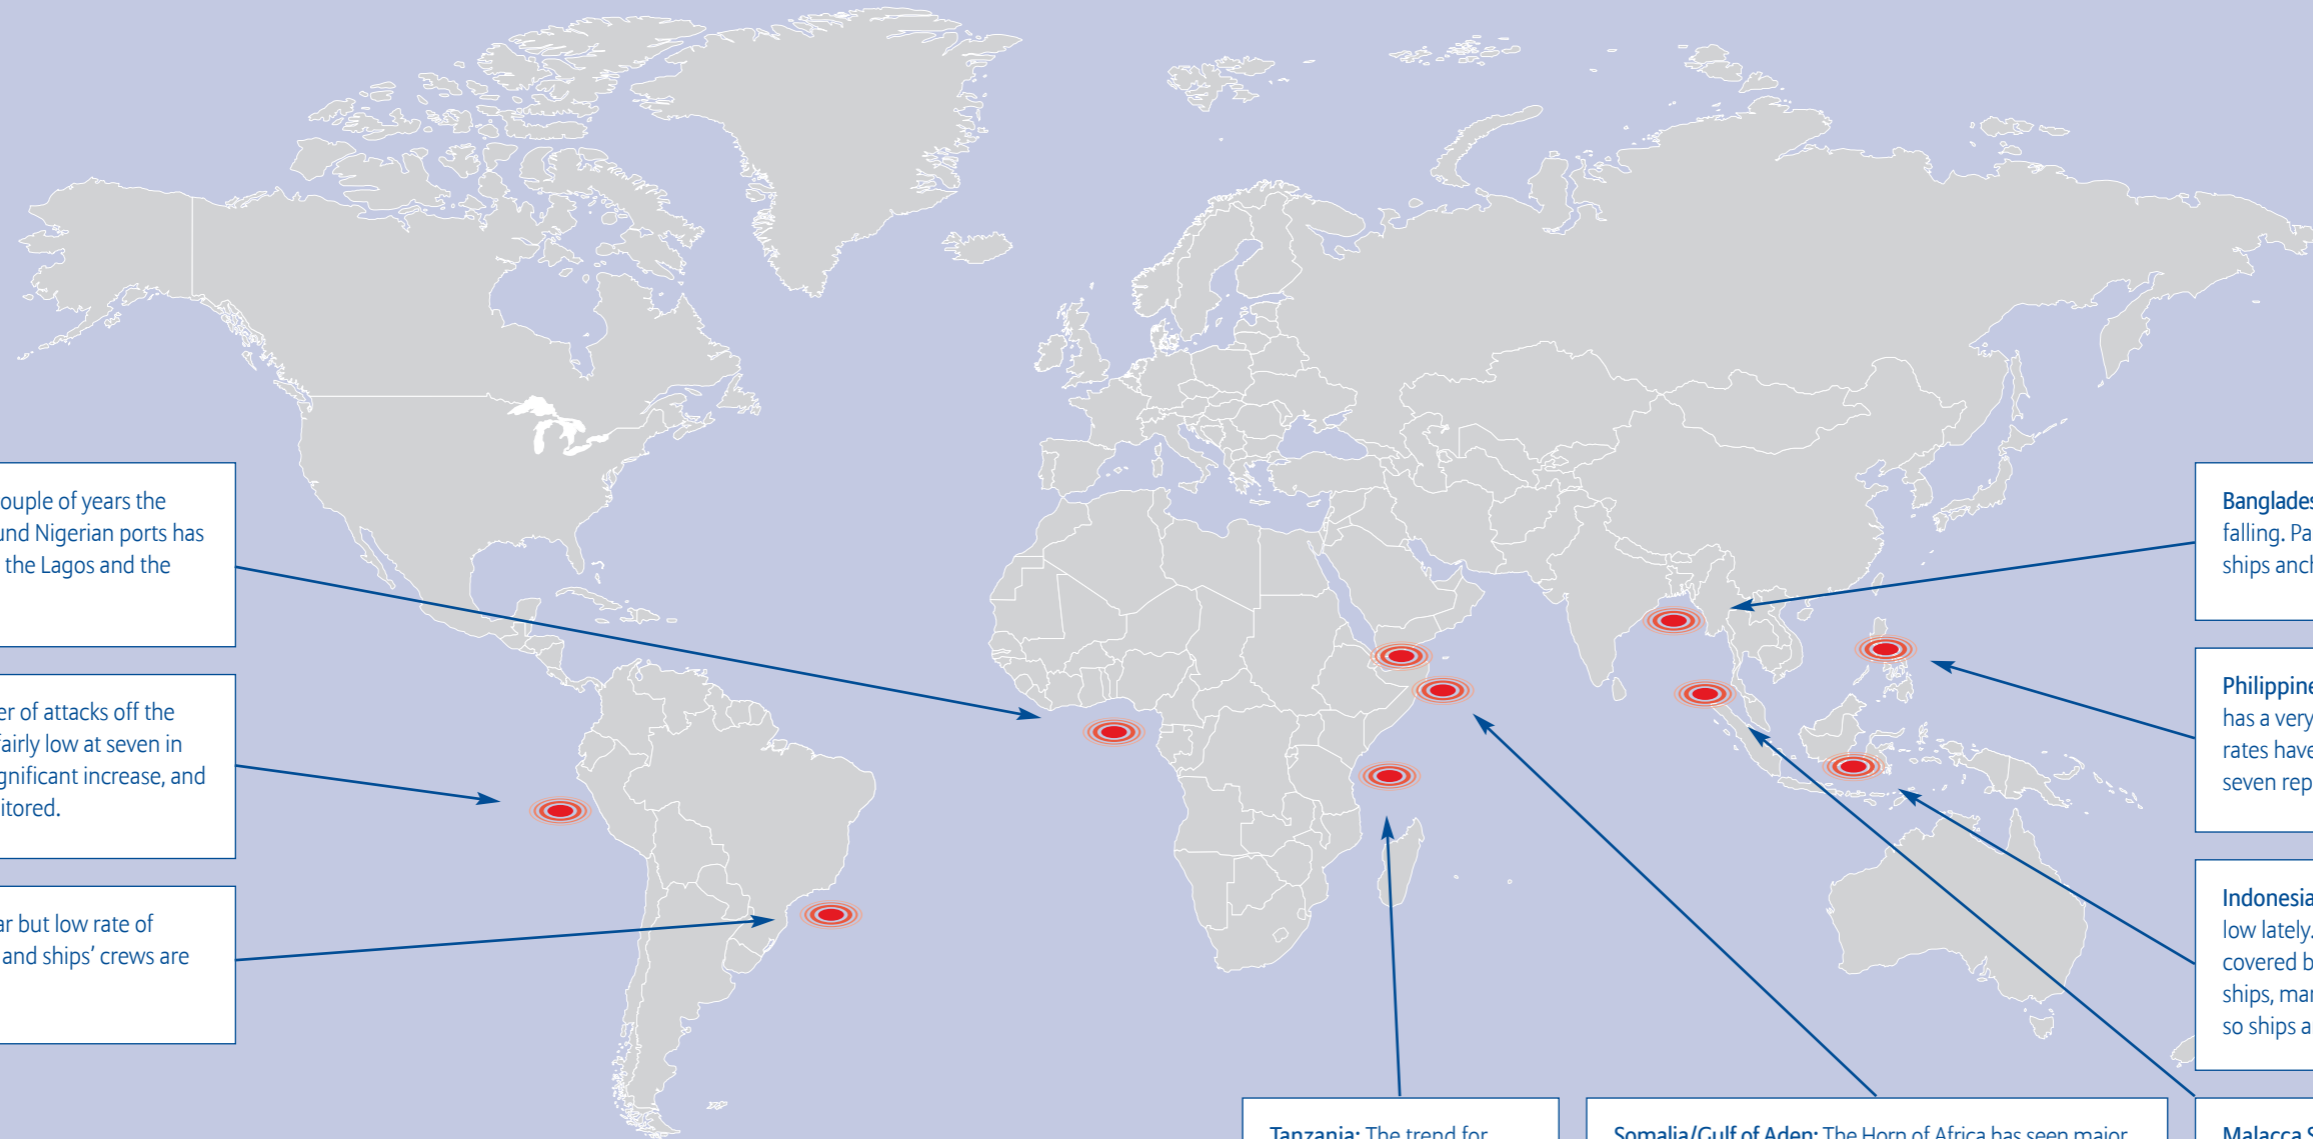 ouple of years the
und Nigerian ports has
the Lagos and the
er of attacks off the
fairly low at seven in
gnificant increase, and
itored.
ar but low rate of
and ships' crews are
Banglades
falling. Pa
ships anch
Philippine
has a very
rates have
seven rep
Indonesia
low lately.
covered b
ships, mar
so ships a
Tanzania: The trend for
Somalia/Gulf of Aden: The Horn of Africa has seen major
Malacca S